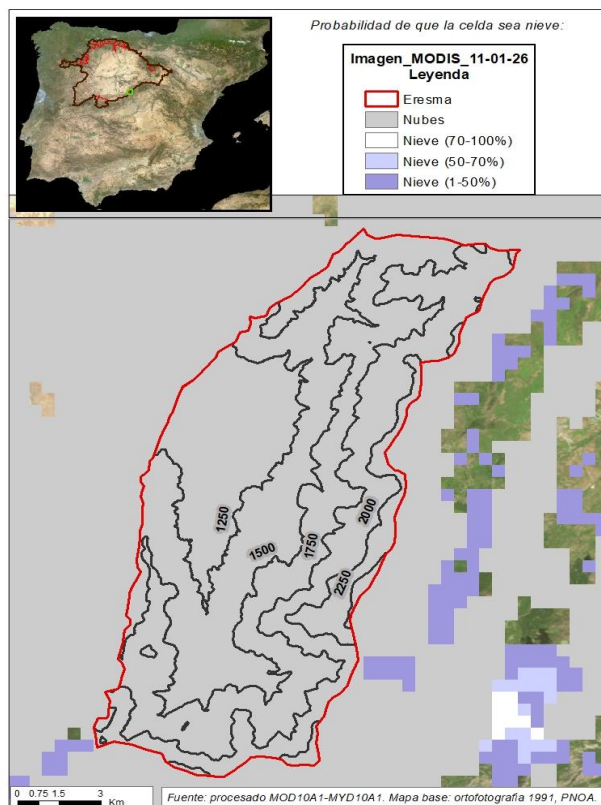 Probabilidad de que la celda sea nieve:
Imagen_MODIS_11-01-26
Leyenda
Eresma
Nubes
Nieve (70-100%)
Nieve (50-70%)
Nieve (1-50%)
1250
1500
1750
2000
2250
0 0.75 1.5 3
Km
Fuente: procesado MOD10A1-MYD10A1. Mapa base: ortofotografía 1991, PNOA.